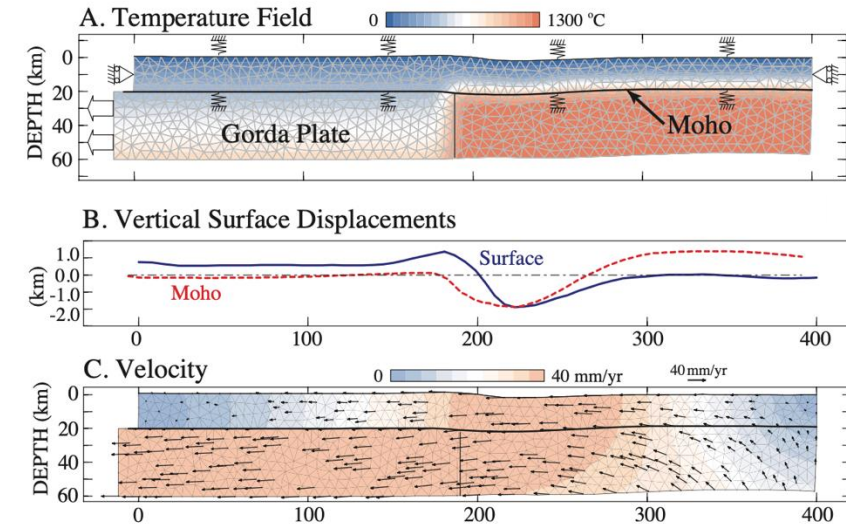 A. Temperature Field
0 1300 °C
DEPTH (km)
0
20
40
60
Gorda Plate
Moho
B. Vertical Surface Displacements
(km)
1.0
0.0
-1.0
-2.0
Surface
Moho
0 100 200 300 400
C. Velocity
0 40 mm/yr
40 mm/yr
DEPTH (km)
0
20
40
60
0 100 200 300 400